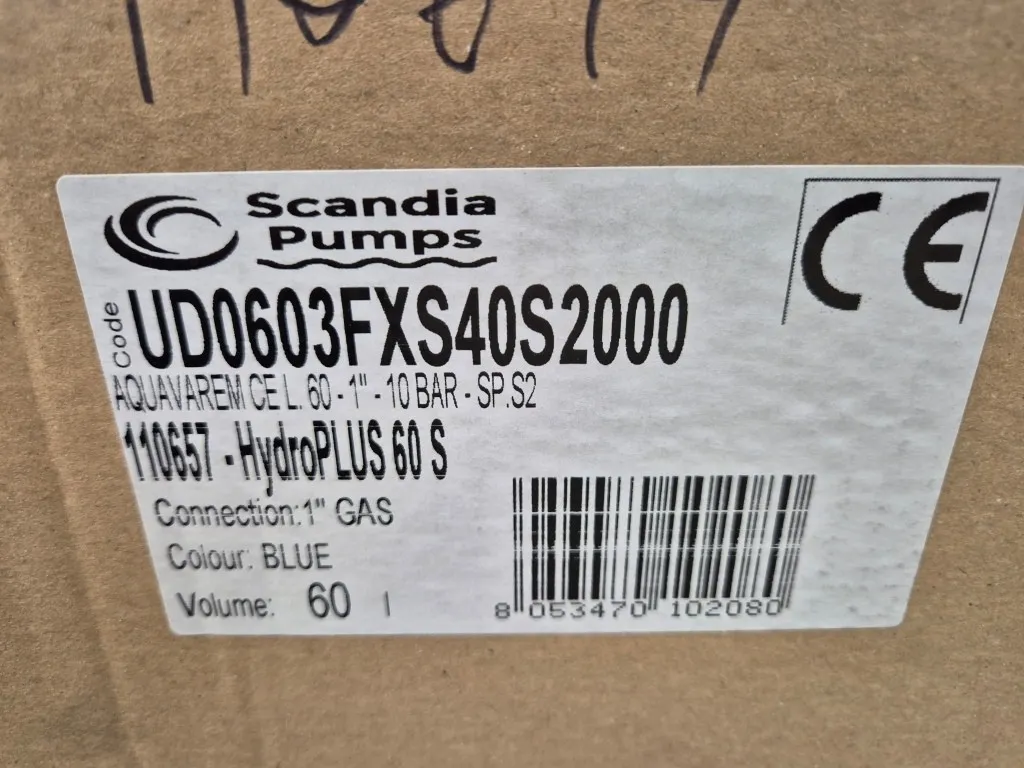 Scandia
Pumps
CE
Code UD0603FXS40S2000
AQUAVAREM CE L. 60 - 1" - 10 BAR - SP.S2
110657 - HydroPLUS 60 S
Connection:1" GAS
Colour: BLUE
Volume: 60 l
8 053470 102080